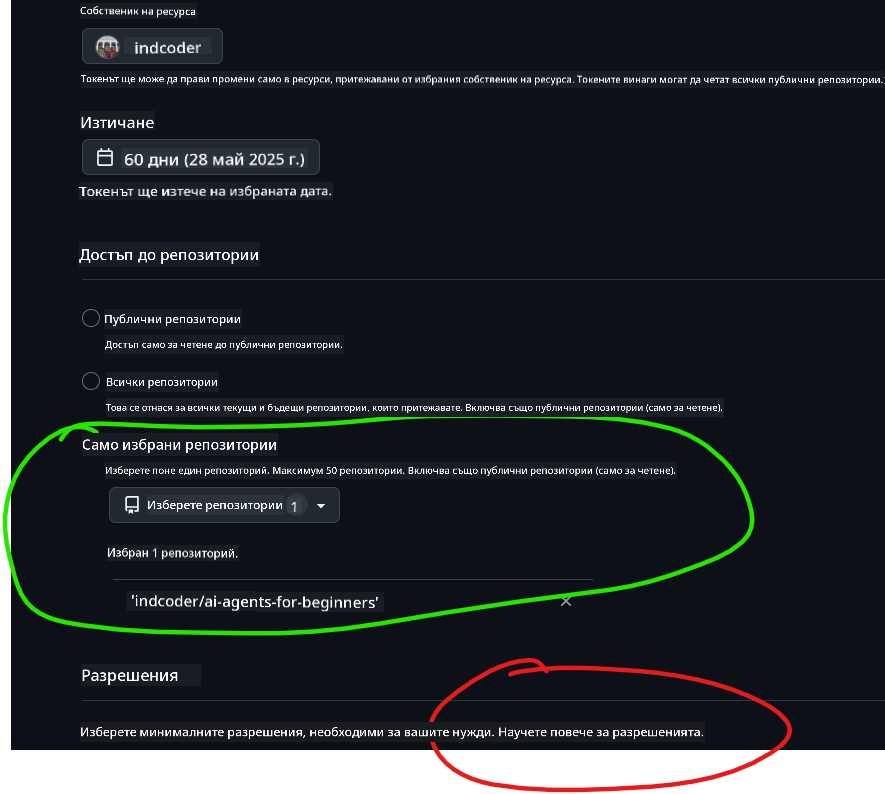 Собственик на ресурса
indcoder
Токенът ще може да прави промени само в ресурси, притежавани от избрания собственик на ресурса. Токените винаги могат да четат всички публични репозитории.
Изтичане
60 дни (28 май 2025 г.)
Токенът ще изтече на избраната дата.
Достъп до репозитории
Публични репозитории
Достъп само за четене до публични репозитории.
Всички репозитории
Това се отнася за всички текущи и бъдещи репозитории, които притежавате. Включва също публични репозитории (само за четене).
Само избрани репозитории
Изберете поне един репозиторий. Максимум 50 репозитории. Включва също публични репозитории (само за четене).
Изберете репозитории 1
Избран 1 репозиторий.
'indcoder/ai-agents-for-beginners'
Разрешения
Изберете минималните разрешения, необходими за вашите нужди. Научете повече за разрешенията.